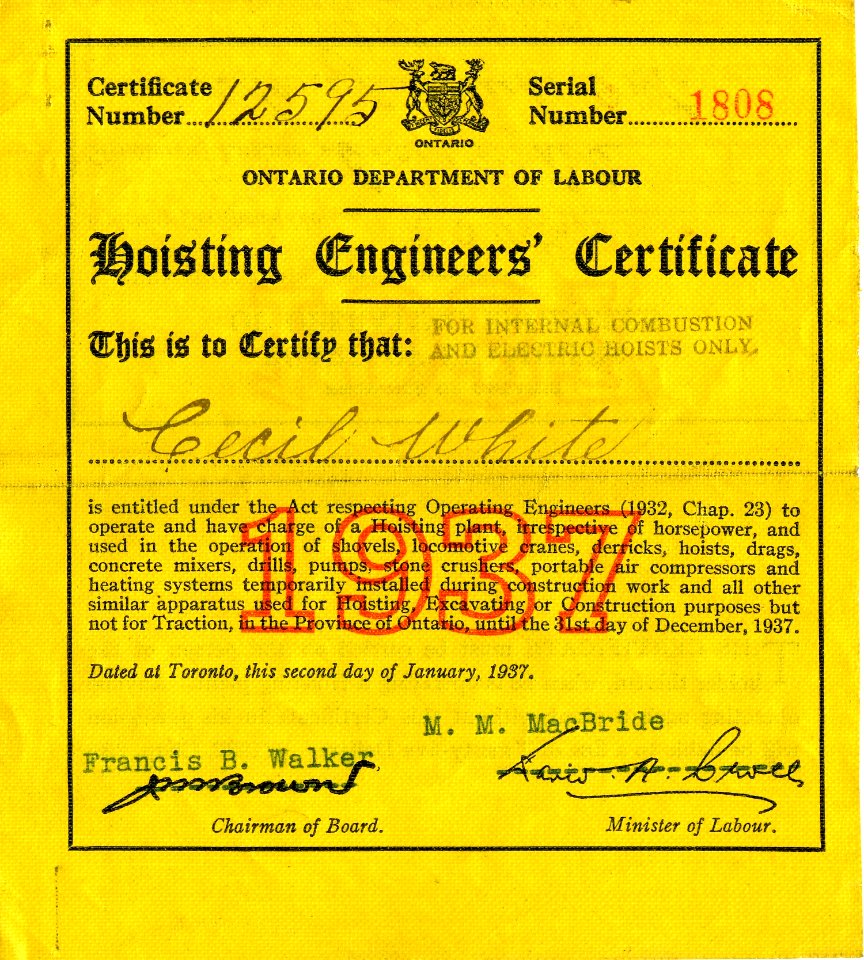 Certificate Number 12595
ONTARIO
Serial Number 1808
ONTARIO DEPARTMENT OF LABOUR
Hoisting Engineers' Certificate
This is to Certify that:
FOR INTERNAL COMBUSTION
AND ELECTRIC HOISTS ONLY.
Cecil White
is entitled under the Act respecting Operating Engineers (1932, Chap. 23) to
operate and have charge of a Hoisting plant, irrespective of horsepower, and
used in the operation of shovels, locomotive cranes, derricks, hoists, drags,
concrete mixers, drills, pumps, stone crushers, portable air compressors and
heating systems temporarily installed during construction work and all other
similar apparatus used for Hoisting, Excavating or Construction purposes but
not for Traction, in the Province of Ontario, until the 31st day of December, 1937.
1937
Dated at Toronto, this second day of January, 1937.
M. M. MacBride
Francis B. Walker,
Chairman of Board.
Minister of Labour.